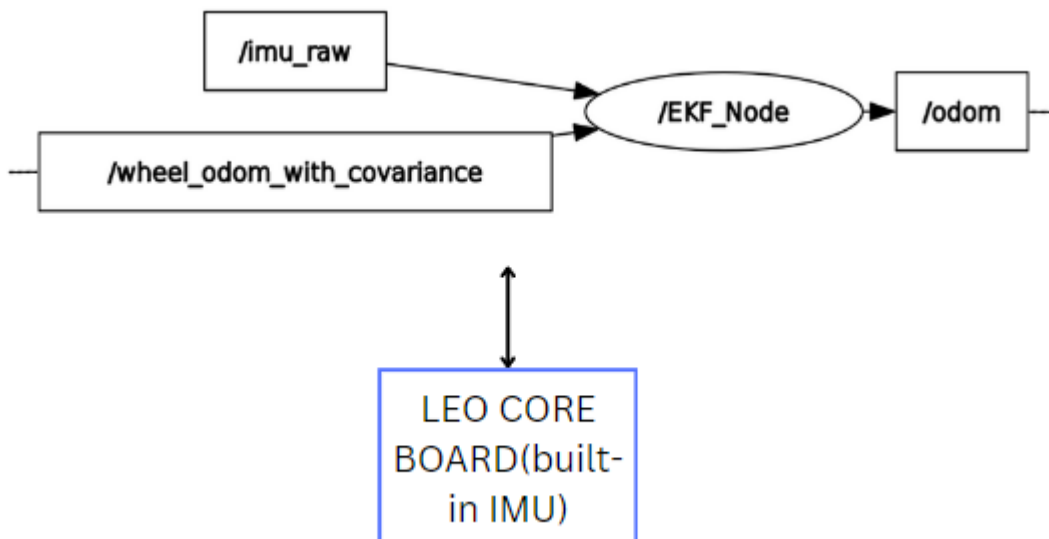 /imu_raw
/EKF_Node
/odom
/wheel_odom_with_covariance
LEO CORE
BOARD(built-
in IMU)